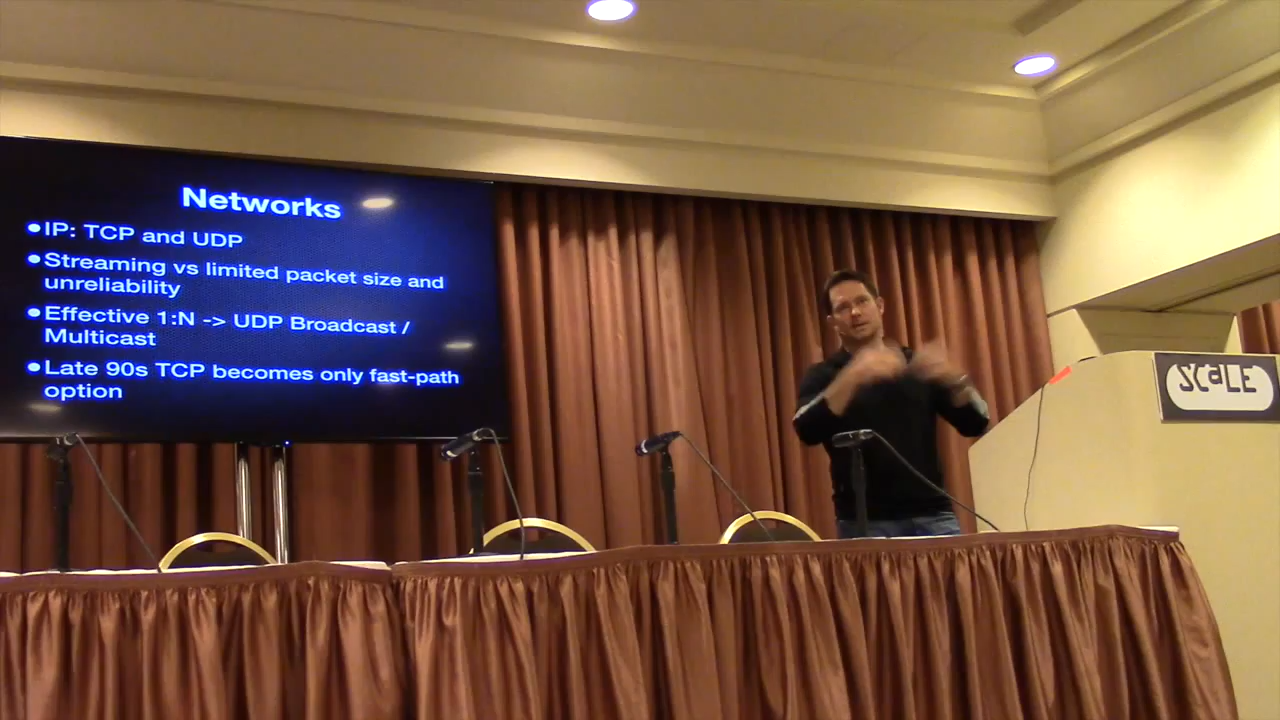 Networks
•IP: TCP and UDP
•Streaming vs limited packet size and
unreliability
•Effective 1:N -> UDP Broadcast /
Multicast
•Late 90s TCP becomes only fast-path
option
SCaLE